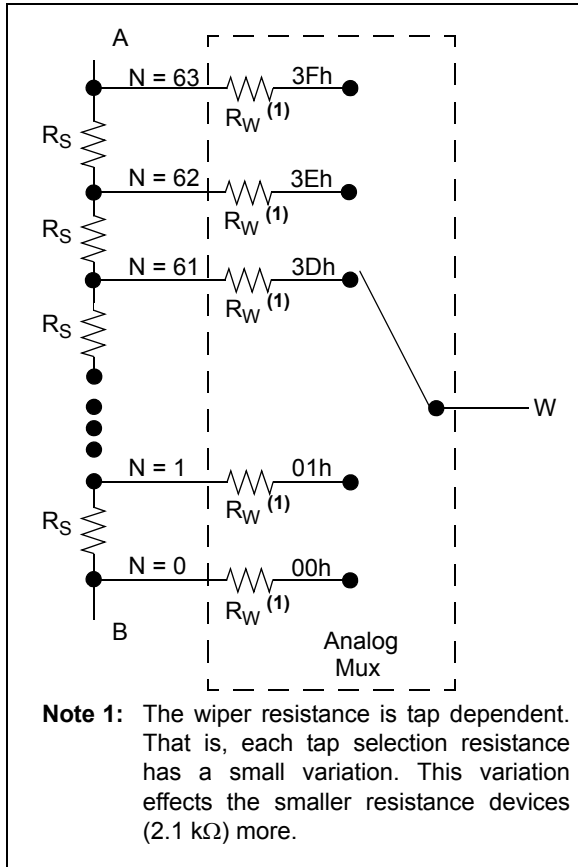 A
N = 63
3Fh
R_W (1)
R_S
N = 62
3Eh
R_W (1)
R_S
N = 61
3Dh
R_W (1)
R_S
W
N = 1
01h
R_W (1)
R_S
N = 0
00h
R_W (1)
B
Analog
Mux
Note 1: The wiper resistance is tap dependent.
That is, each tap selection resistance
has a small variation. This variation
effects the smaller resistance devices
(2.1 kΩ) more.